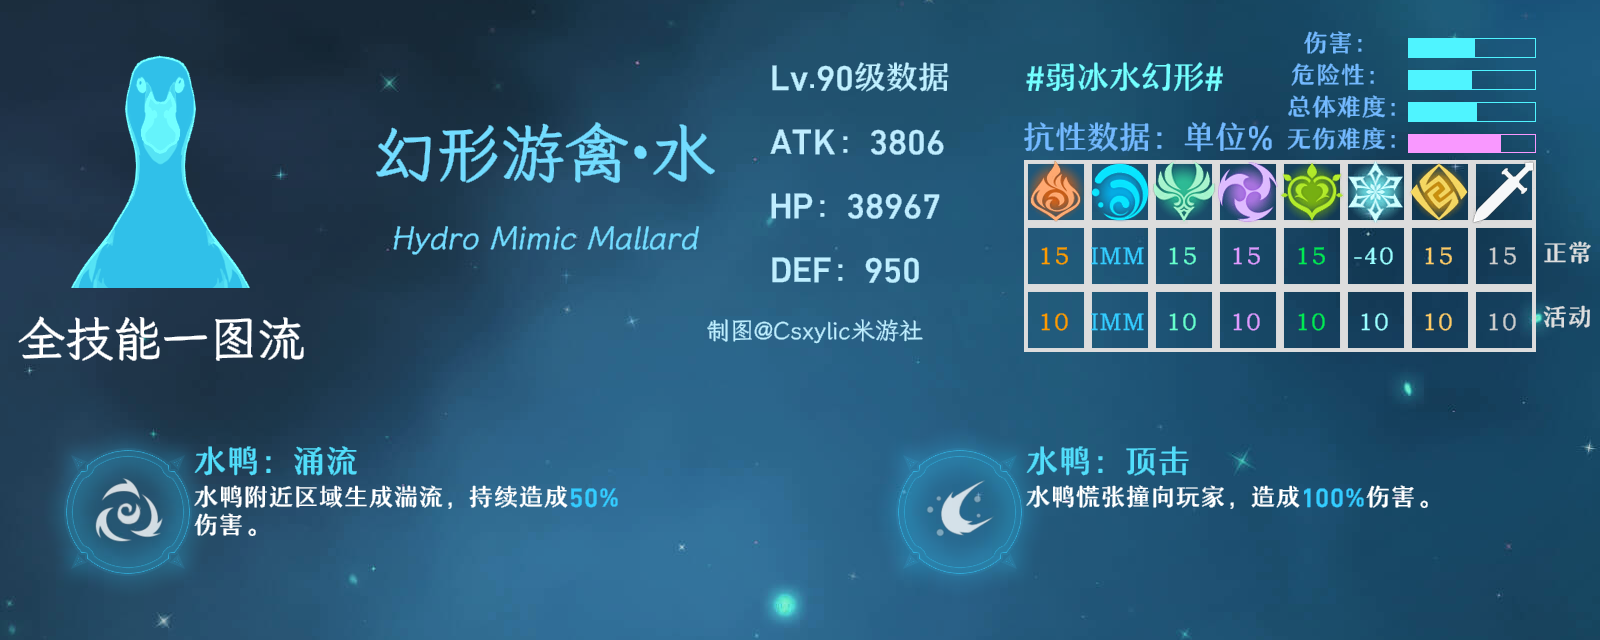 幻形游禽·水
Hydro Mimic Mallard
全技能一图流
Lv.90级数据
ATK：3806
HP：38967
DEF：950
制图@Csxylic米游社
#弱冰水幻形#
伤害：
危险性：
总体难度：
无伤难度：
抗性数据：单位%
15 IMM 15 15 15 -40 15 15 正常
10 IMM 10 10 10 10 10 10 活动
水鸭：涌流
水鸭附近区域生成湍流，持续造成50%
伤害。
水鸭：顶击
水鸭慌张撞向玩家，造成100%伤害。